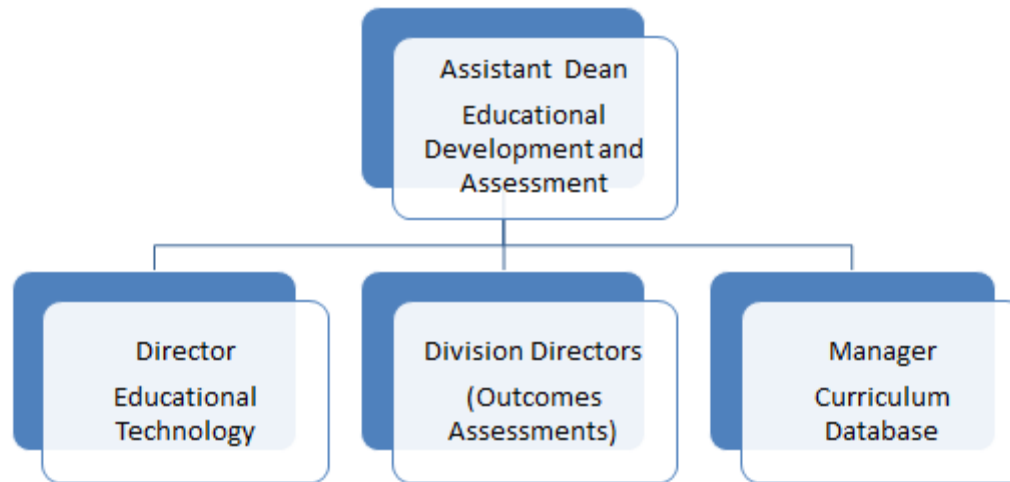 Assistant Dean
Educational
Development and
Assessment
Director
Educational
Technology
Division Directors
(Outcomes
Assessments)
Manager
Curriculum
Database